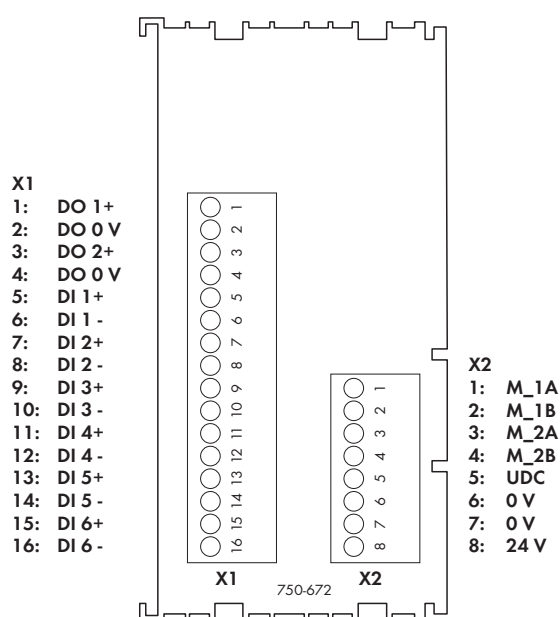 X1
1: DO 1+
2: DO 0 V
3: DO 2+
4: DO 0 V
5: DI 1+
6: DI 1 -
7: DI 2+
8: DI 2 -
9: DI 3+
10: DI 3 -
11: DI 4+
12: DI 4 -
13: DI 5+
14: DI 5 -
15: DI 6+
16: DI 6 -
1
2
3
4
5
6
7
8
9
10
11
12
13
14
15
16
X1
1
2
3
4
5
6
7
8
X2
750-672
X2
1: M_1A
2: M_1B
3: M_2A
4: M_2B
5: UDC
6: 0 V
7: 0 V
8: 24 V